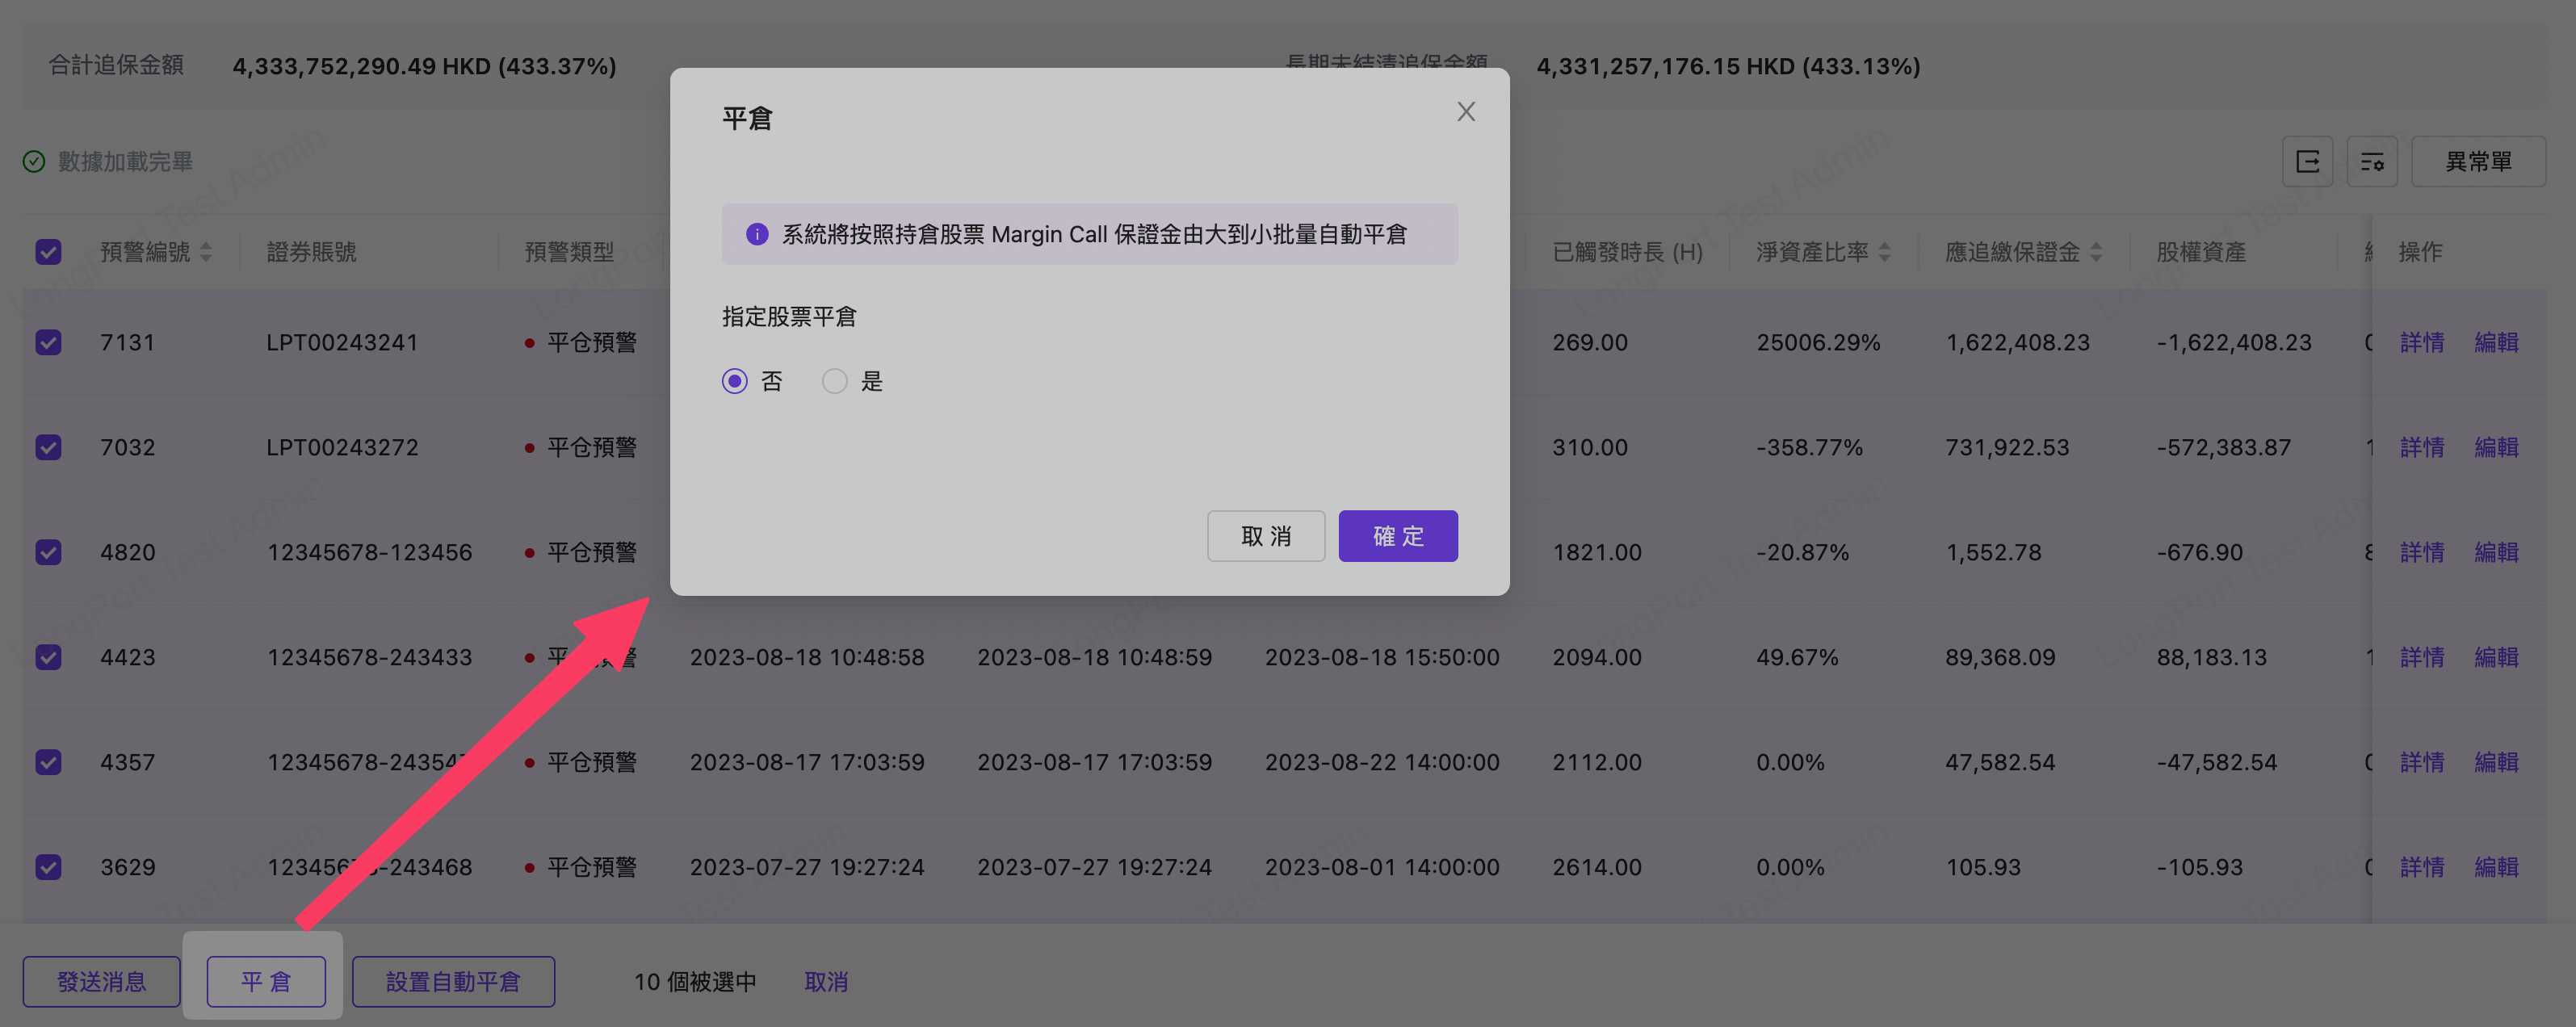 合計追保金額 4,333,752,290.49 HKD (433.37%) 長期未結清追保金額 4,331,257,176.15 HKD (433.13%)
平倉
數據加載完畢 異常單
系統將按照持倉股票 Margin Call 保證金由大到小批量自動平倉
預警編號 證券賬號 預警類型 已觸發時長 (H) 淨資產比率 應追繳保證金 股權資產 操作
指定股票平倉
7131 LPT00243241 平仓預警 269.00 25006.29% 1,622,408.23 -1,622,408.23 詳情 編輯
否 是
7032 LPT00243272 平仓預警 310.00 -358.77% 731,922.53 -572,383.87 詳情 編輯
取消 確定
4820 12345678-123456 平仓預警 1821.00 -20.87% 1,552.78 -676.90 詳情 編輯
4423 12345678-243433 2023-08-18 10:48:58 2023-08-18 10:48:59 2023-08-18 15:50:00 2094.00 49.67% 89,368.09 88,183.13 詳情 編輯
4357 平仓預警 2023-08-17 17:03:59 2023-08-17 17:03:59 2023-08-22 14:00:00 2112.00 0.00% 47,582.54 -47,582.54 詳情 編輯
3629 平仓預警 2023-07-27 19:27:24 2023-07-27 19:27:24 2023-08-01 14:00:00 2614.00 0.00% 105.93 -105.93 詳情 編輯
發送消息 平倉 設置自動平倉 10 個被選中 取消
LongPort Test Admin